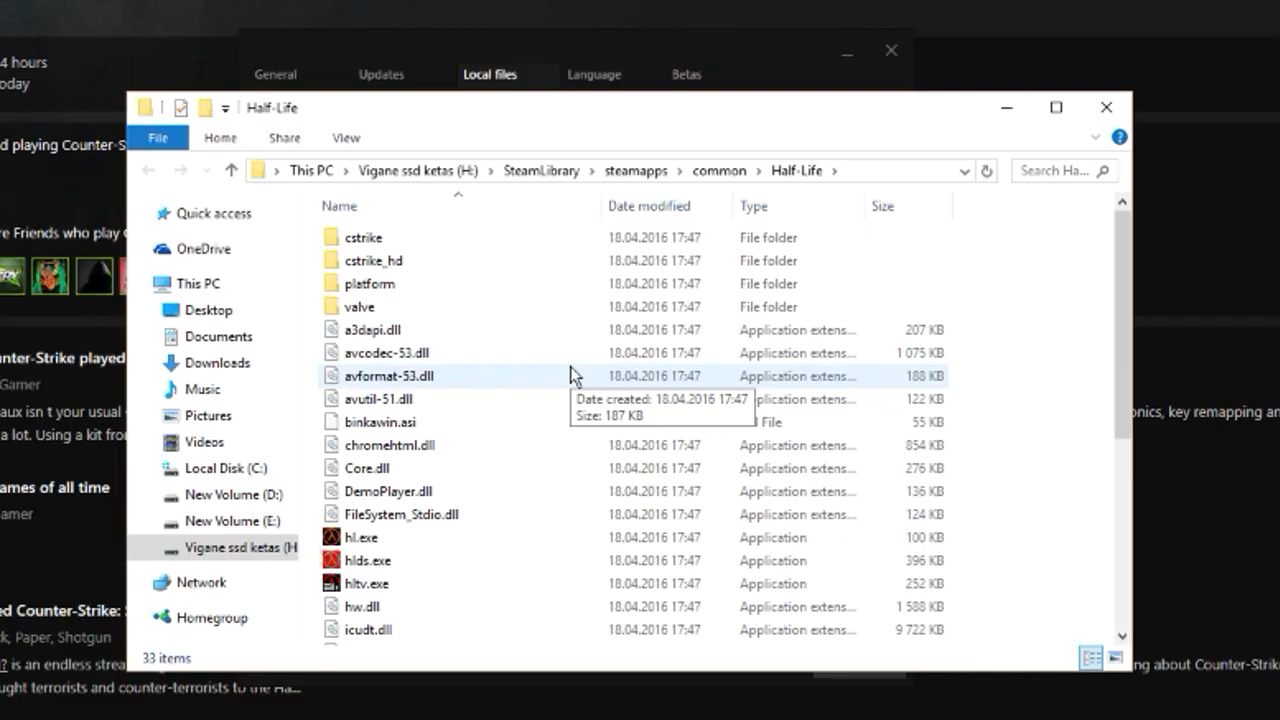 4 hours
oday
General Updates Local files Language Betas
Half-Life
File Home Share View
This PC > Vigane ssd ketas (H:) > SteamLibrary > steamapps > common > Half-Life >
Search Ha...
Name Date modified Type Size
Quick access
OneDrive
This PC
Desktop
Documents
Downloads
Music
Pictures
Videos
Local Disk (C:)
New Volume (D:)
New Volume (E:)
Vigane ssd ketas (H
Network
Homegroup
cstrike 18.04.2016 17:47 File folder
cstrike_hd 18.04.2016 17:47 File folder
platform 18.04.2016 17:47 File folder
valve 18.04.2016 17:47 File folder
a3dapi.dll 18.04.2016 17:47 Application extens... 207 KB
avcodec-53.dll 18.04.2016 17:47 Application extens... 1 075 KB
avformat-53.dll 18.04.2016 17:47 Application extens... 188 KB
avutil-51.dll 18.04.2016 17:47 Application extens... 122 KB
binkawin.asi File 55 KB
Date created: 18.04.2016 17:47
Size: 187 KB
chromehtml.dll 18.04.2016 17:47 Application extens... 854 KB
Core.dll 18.04.2016 17:47 Application extens... 276 KB
DemoPlayer.dll 18.04.2016 17:47 Application extens... 136 KB
FileSystem_Stdio.dll 18.04.2016 17:47 Application extens... 124 KB
hl.exe 18.04.2016 17:47 Application 100 KB
hlds.exe 18.04.2016 17:47 Application 396 KB
hltv.exe 18.04.2016 17:47 Application 252 KB
hw.dll 18.04.2016 17:47 Application extens... 1 588 KB
icudt.dll 18.04.2016 17:47 Application extens... 9 722 KB
33 items
d playing Counter-S
re Friends who play
nter-Strike played
Gamer
aux isn t your usual
a lot. Using a kit from
onics, key remapping an
ames of all time
amer
ed Counter-Strike:
k, Paper, Shotgun
is an endless strea
ng about Counter-Strik
ught terrorists and counter-terrorists to the Ha...